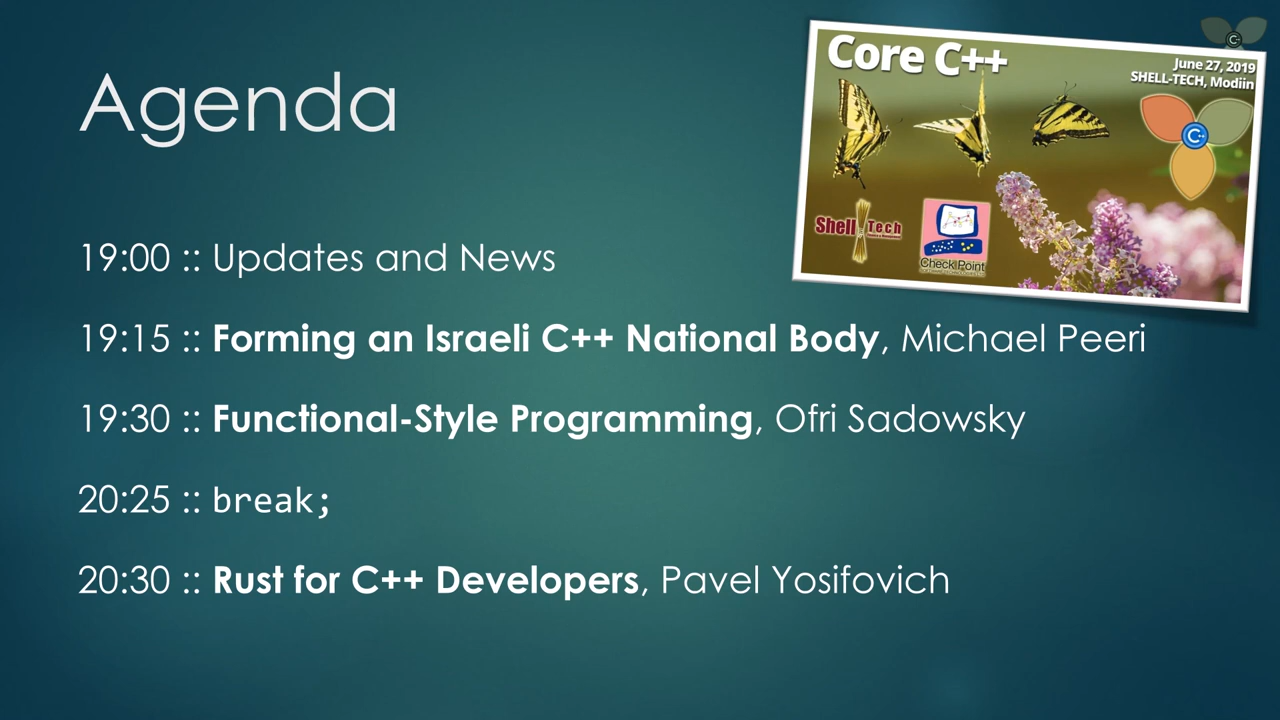 Agenda
Core C++
June 27, 2019
SHELL-TECH, Modiin
Shell Tech
Check Point
19:00 :: Updates and News
19:15 :: Forming an Israeli C++ National Body, Michael Peeri
19:30 :: Functional-Style Programming, Ofri Sadowsky
20:25 :: break;
20:30 :: Rust for C++ Developers, Pavel Yosifovich